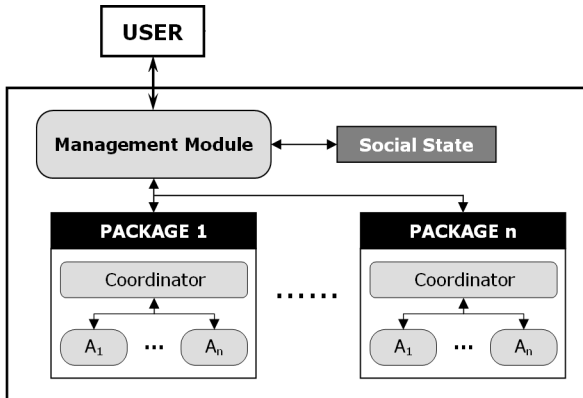 USER
Management Module
Social State
PACKAGE 1
PACKAGE n
Coordinator
Coordinator
......
A₁ ... Aₙ
A₁ ... Aₙ